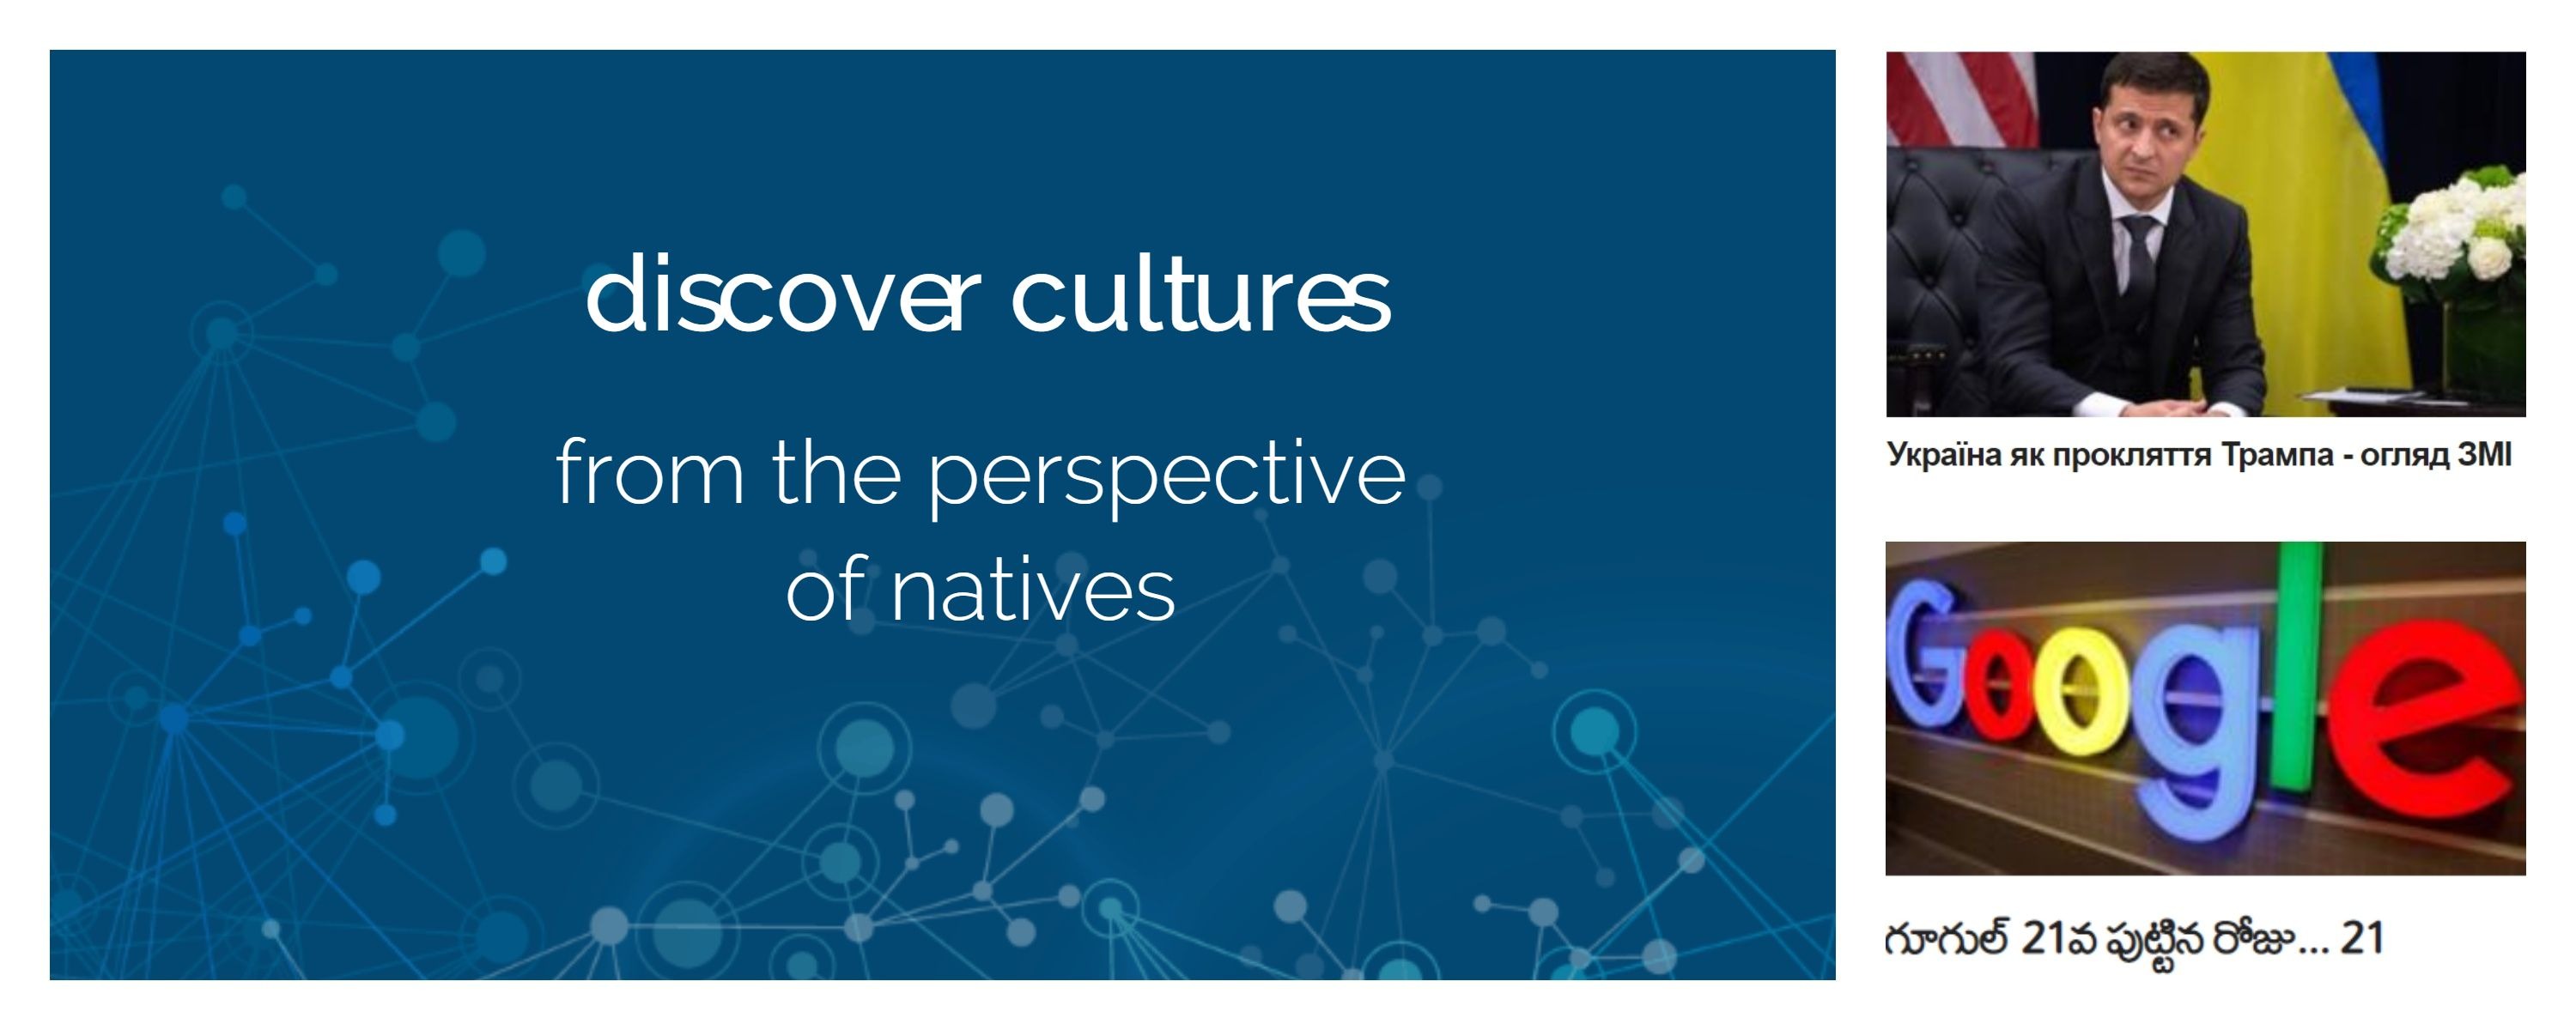 discover cultures
from the perspective
of natives
Україна як прокляття Трампа - огляд ЗМІ
Google
గూగుల్ 21వ పుట్టిన రోజు... 21